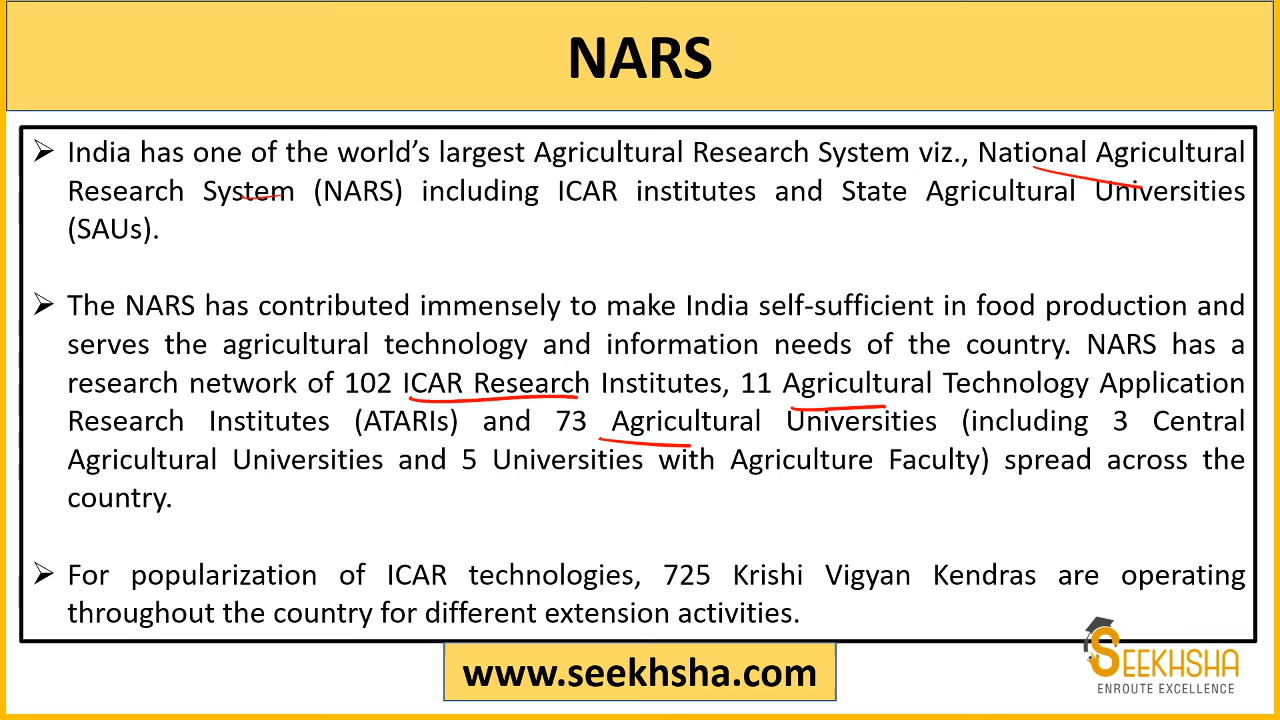 NARS
➢ India has one of the world's largest Agricultural Research System viz., National Agricultural
Research System (NARS) including ICAR institutes and State Agricultural Universities
(SAUs).
➢ The NARS has contributed immensely to make India self-sufficient in food production and
serves the agricultural technology and information needs of the country. NARS has a
research network of 102 ICAR Research Institutes, 11 Agricultural Technology Application
Research Institutes (ATARIs) and 73 Agricultural Universities (including 3 Central
Agricultural Universities and 5 Universities with Agriculture Faculty) spread across the
country.
➢ For popularization of ICAR technologies, 725 Krishi Vigyan Kendras are operating
throughout the country for different extension activities.
www.seekhsha.com
SEEKHSHA
ENROUTE EXCELLENCE